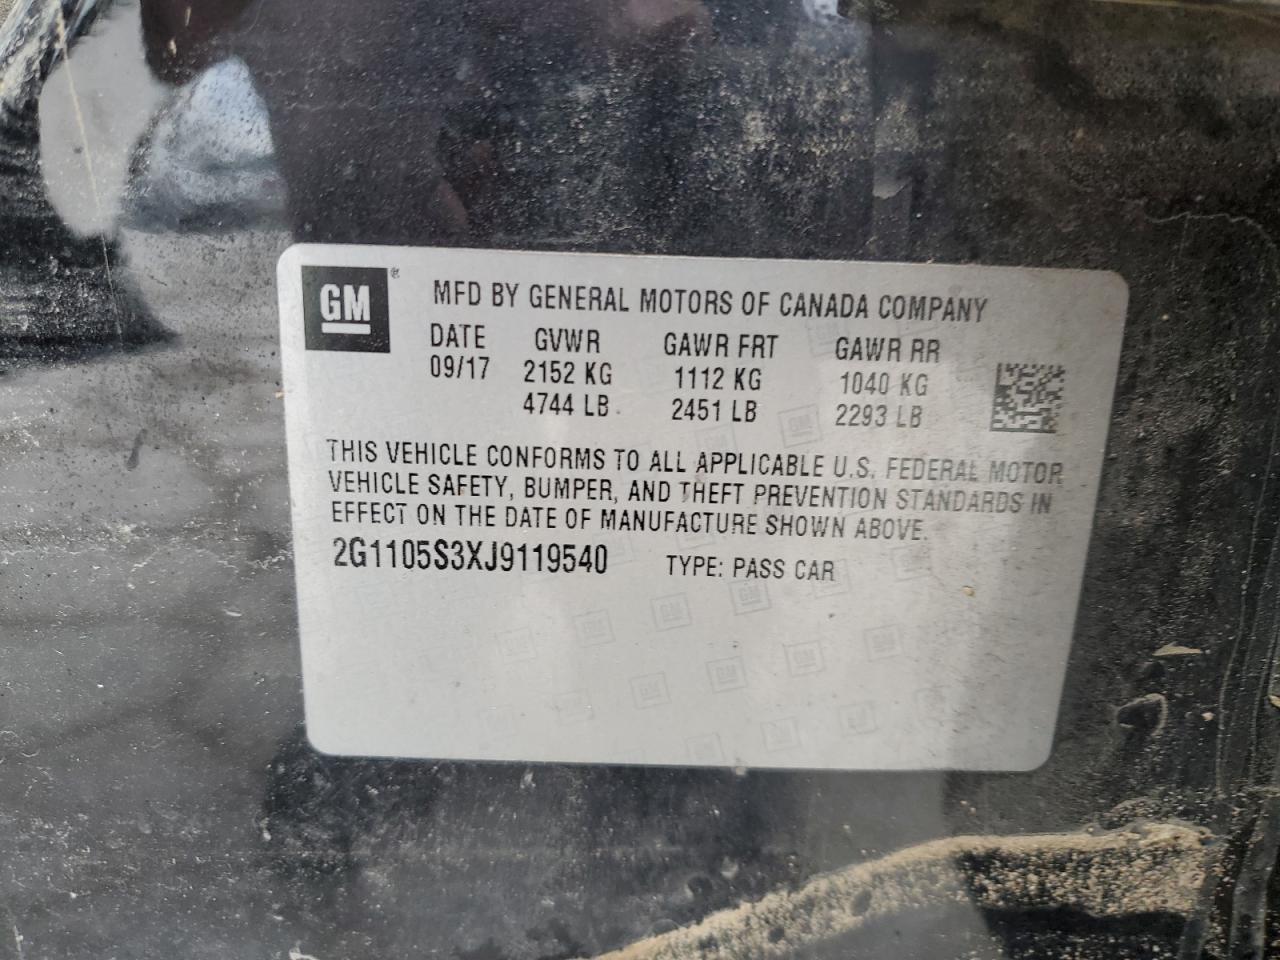 GM ® MFD BY GENERAL MOTORS OF CANADA COMPANY
DATE GVWR GAWR FRT GAWR RR
09/17 2152 KG 1112 KG 1040 KG
4744 LB 2451 LB 2293 LB
THIS VEHICLE CONFORMS TO ALL APPLICABLE U.S. FEDERAL MOTOR
VEHICLE SAFETY, BUMPER, AND THEFT PREVENTION STANDARDS IN
EFFECT ON THE DATE OF MANUFACTURE SHOWN ABOVE.
2G1105S3XJ9119540 TYPE: PASS CAR